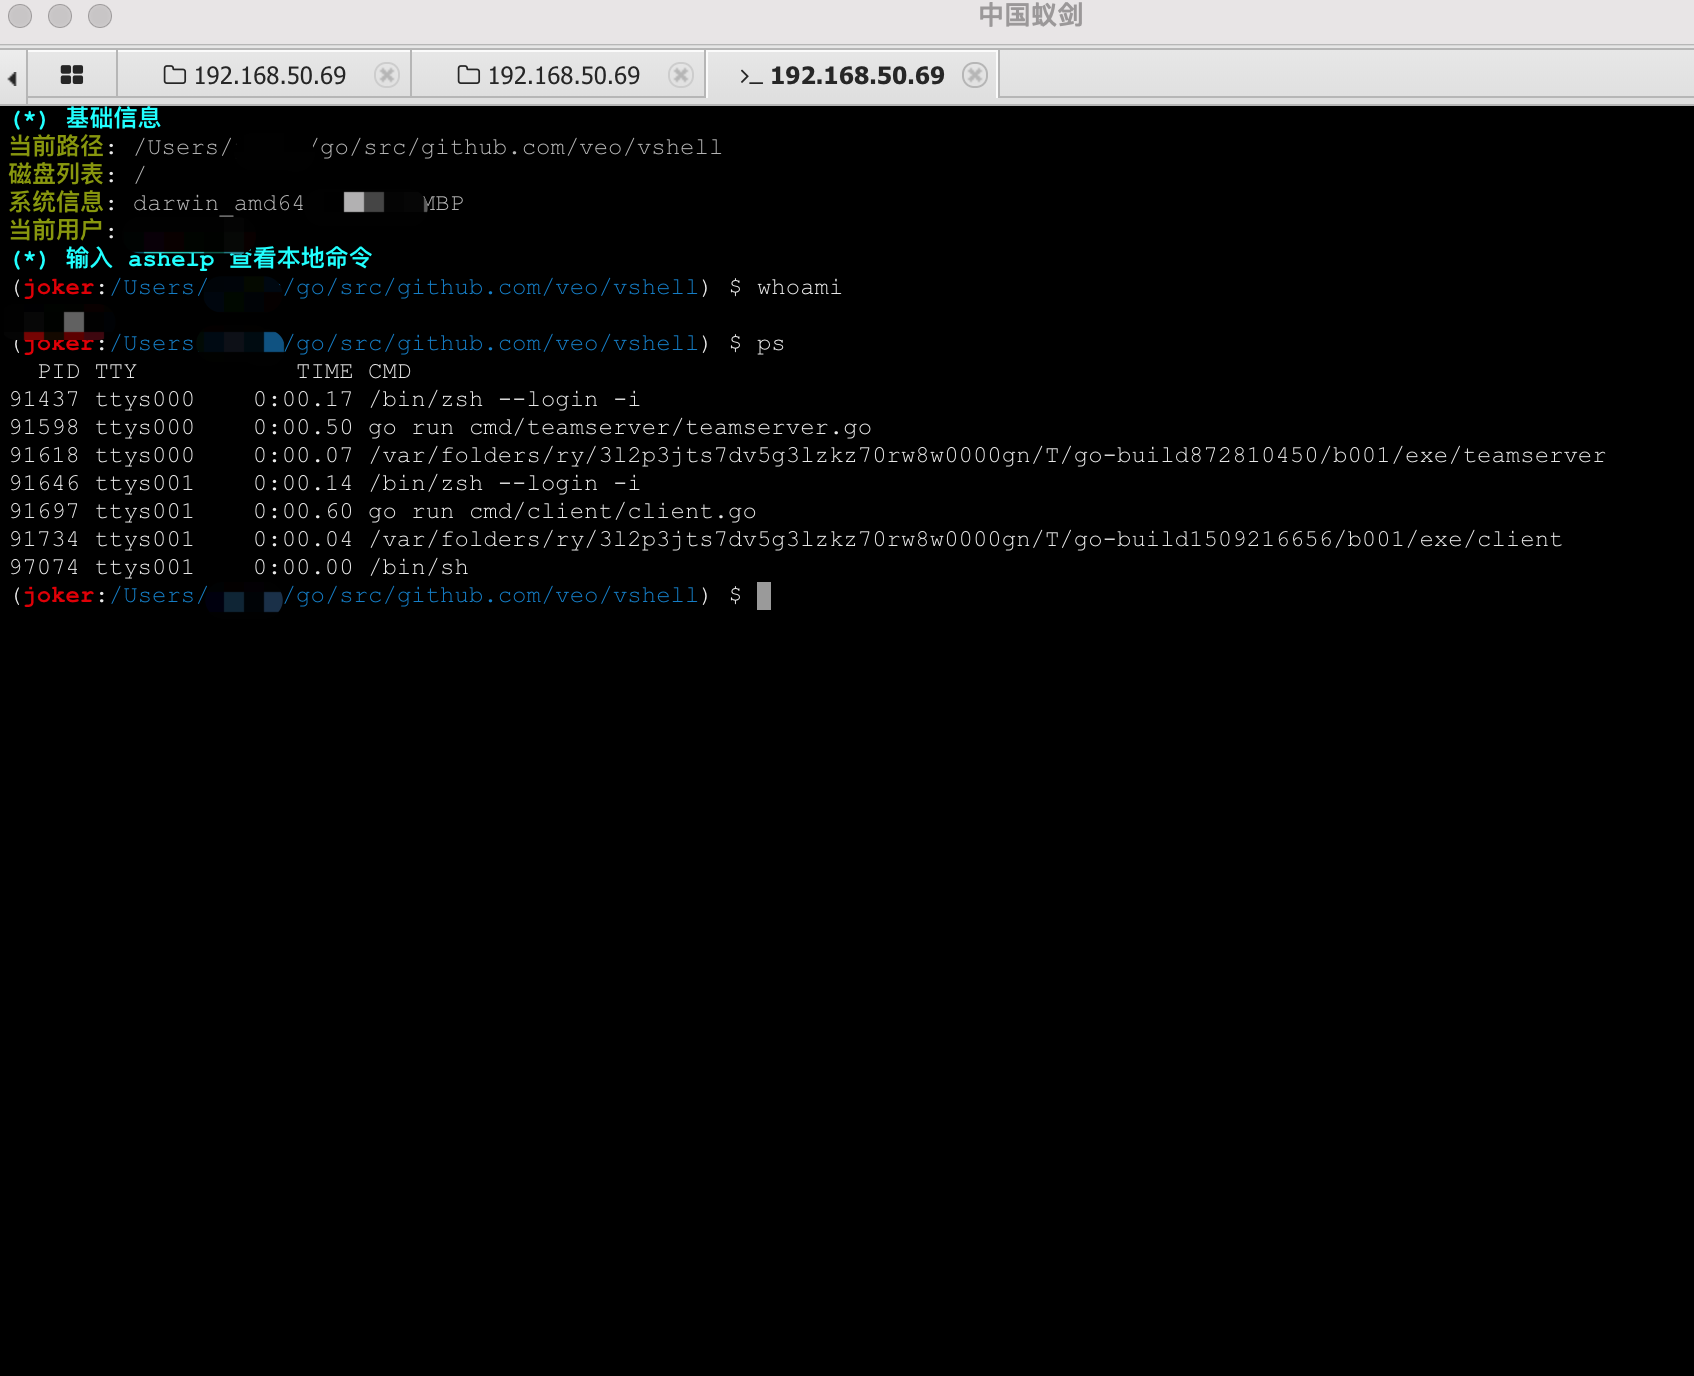 中国蚁剑
192.168.50.69 192.168.50.69 >_ 192.168.50.69
(*) 基础信息
当前路径: /Users/ /go/src/github.com/veo/vshell
磁盘列表: /
系统信息: darwin_amd64 MBP
当前用户:
(*) 输入 ashelp 查看本地命令
(joker:/Users/ /go/src/github.com/veo/vshell) $ whoami
(joker:/Users /go/src/github.com/veo/vshell) $ ps
PID TTY TIME CMD
91437 ttys000 0:00.17 /bin/zsh --login -i
91598 ttys000 0:00.50 go run cmd/teamserver/teamserver.go
91618 ttys000 0:00.07 /var/folders/ry/3l2p3jts7dv5g3lzkz70rw8w0000gn/T/go-build872810450/b001/exe/teamserver
91646 ttys001 0:00.14 /bin/zsh --login -i
91697 ttys001 0:00.60 go run cmd/client/client.go
91734 ttys001 0:00.04 /var/folders/ry/3l2p3jts7dv5g3lzkz70rw8w0000gn/T/go-build1509216656/b001/exe/client
97074 ttys001 0:00.00 /bin/sh
(joker:/Users/ /go/src/github.com/veo/vshell) $